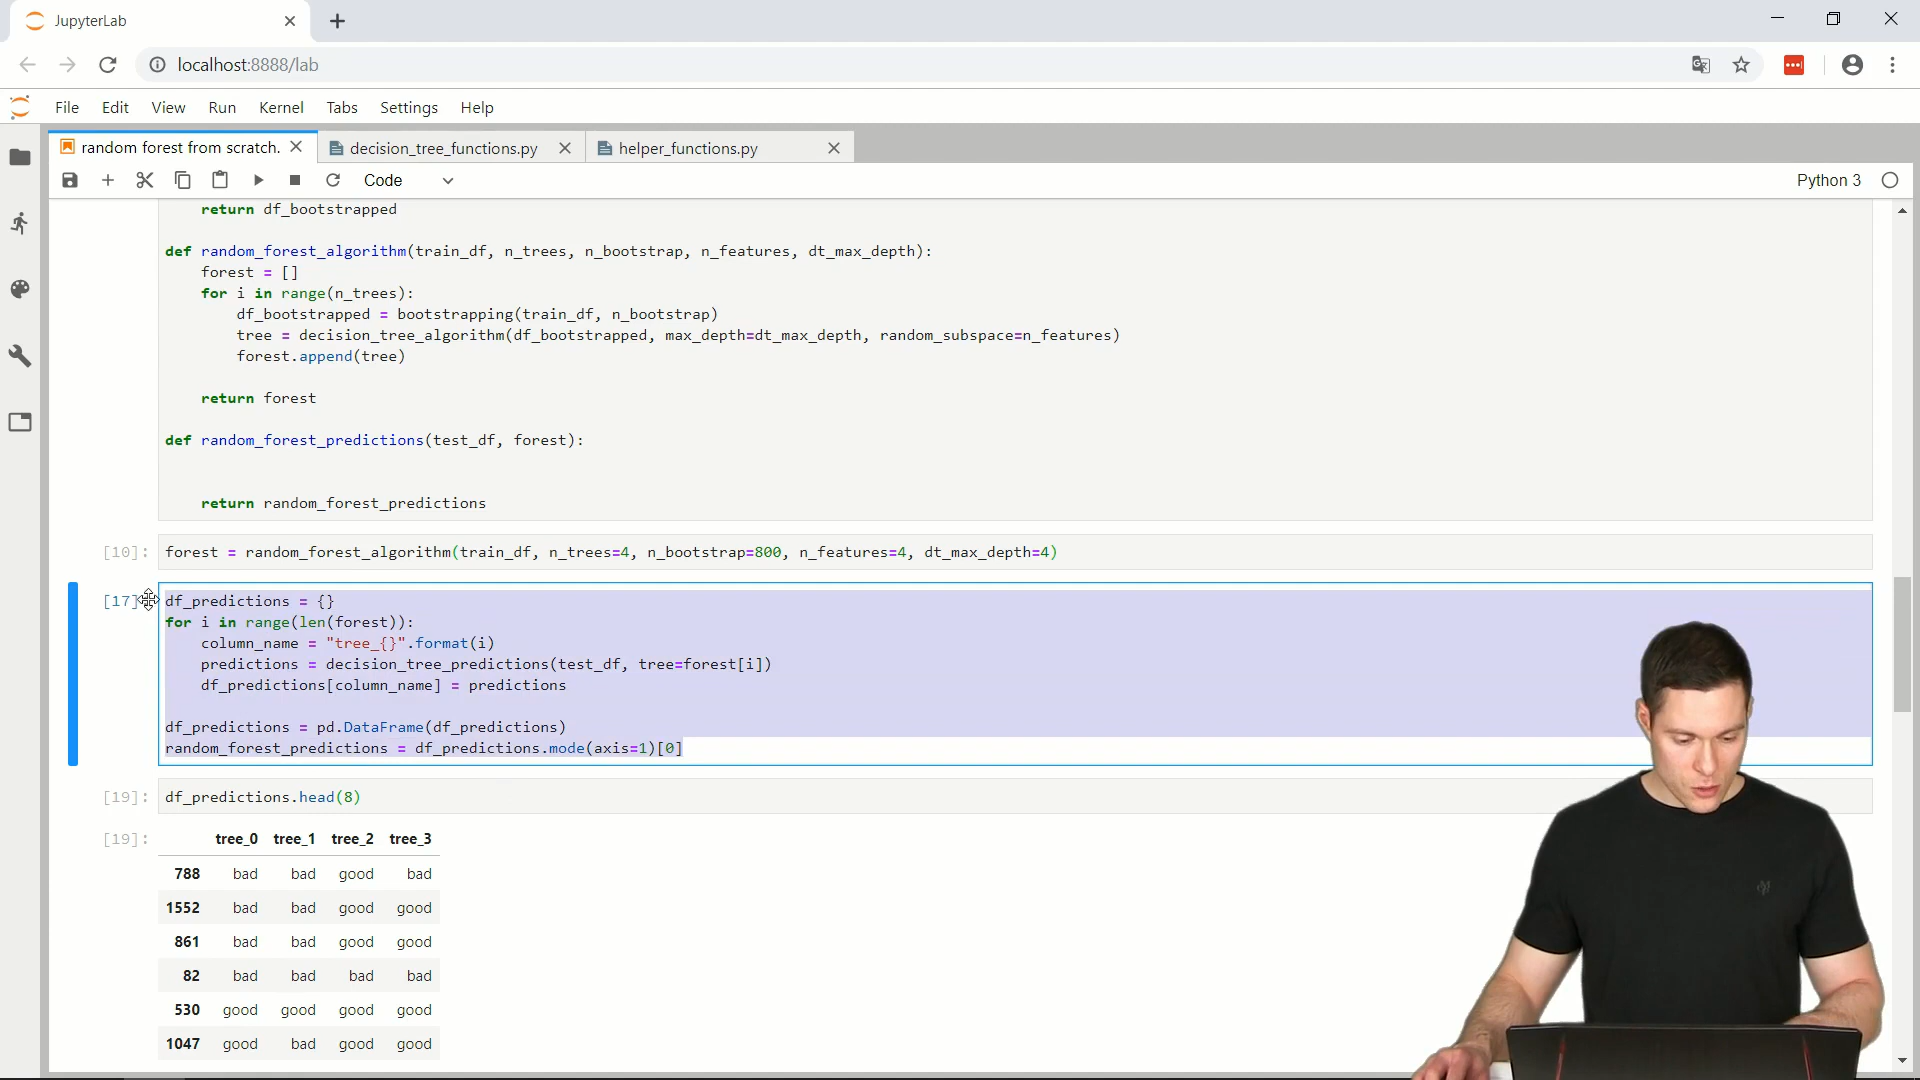 JupyterLab
localhost:8888/lab
File Edit View Run Kernel Tabs Settings Help
random forest from scratch. decision_tree_functions.py helper_functions.py
Code Python 3
return df_bootstrapped
def random_forest_algorithm(train_df, n_trees, n_bootstrap, n_features, dt_max_depth):
forest = []
for i in range(n_trees):
df_bootstrapped = bootstrapping(train_df, n_bootstrap)
tree = decision_tree_algorithm(df_bootstrapped, max_depth=dt_max_depth, random_subspace=n_features)
forest.append(tree)
return forest
def random_forest_predictions(test_df, forest):
return random_forest_predictions
[10]: forest = random_forest_algorithm(train_df, n_trees=4, n_bootstrap=800, n_features=4, dt_max_depth=4)
[17] df_predictions = {}
for i in range(len(forest)):
column_name = "tree_{}".format(i)
predictions = decision_tree_predictions(test_df, tree=forest[i])
df_predictions[column_name] = predictions
df_predictions = pd.DataFrame(df_predictions)
random_forest_predictions = df_predictions.mode(axis=1)[0]
[19]: df_predictions.head(8)
[19]: tree_0 tree_1 tree_2 tree_3
788 bad bad good bad
1552 bad bad good good
861 bad bad good good
82 bad bad bad bad
530 good good good good
1047 good bad good good